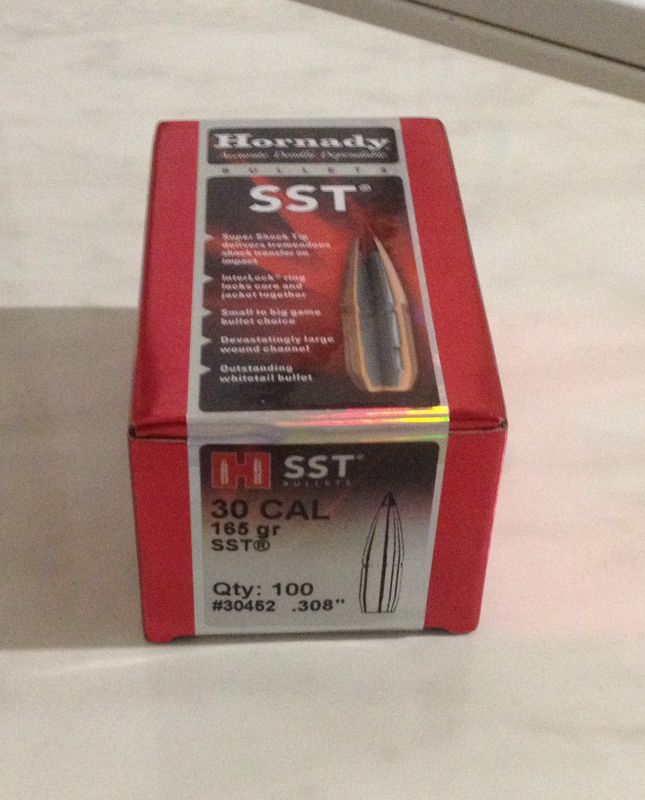 Hornady
Accurate. Deadly. Dependable.
BULLETS
SST®
Super Shock Tip
delivers tremendous
shock transfer on
impact
InterLock™ ring
locks core and
jacket together
Small to big game
bullet choice
Devastatingly large
wound channel
Outstanding
whitetail bullet
H SST®
BULLETS
30 CAL
165 gr
SST®
Qty: 100
#30452 .308"